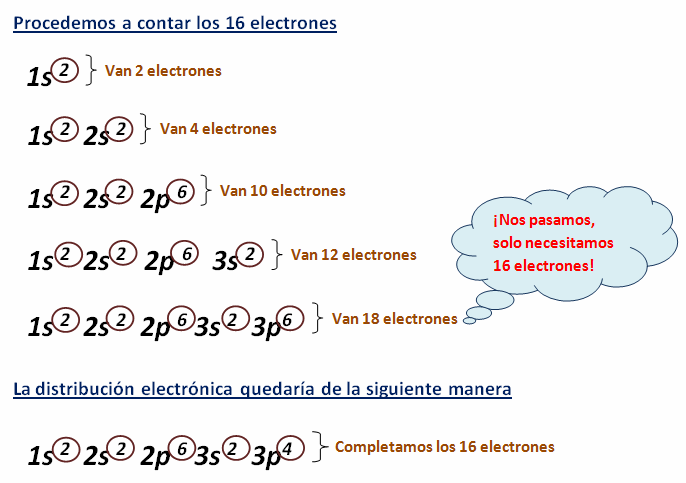 Procedemos a contar los 16 electrones
1s² } Van 2 electrones
1s² 2s² } Van 4 electrones
1s² 2s² 2p⁶ } Van 10 electrones
1s² 2s² 2p⁶ 3s² } Van 12 electrones
¡Nos pasamos,
solo necesitamos
16 electrones!
1s² 2s² 2p⁶ 3s² 3p⁶ } Van 18 electrones
La distribución electrónica quedaría de la siguiente manera
1s² 2s² 2p⁶ 3s² 3p⁴ } Completamos los 16 electrones